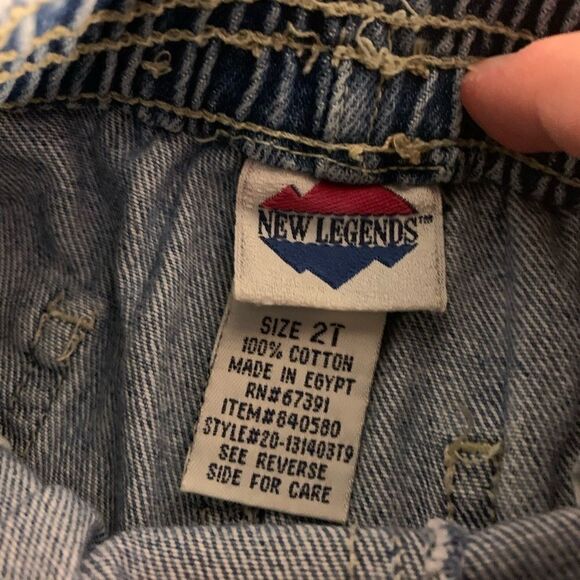 NEW LEGENDS™
SIZE 2T
100% COTTON
MADE IN EGYPT
RN#67391
ITEM#840580
STYLE#20-131403T9
SEE REVERSE
SIDE FOR CARE